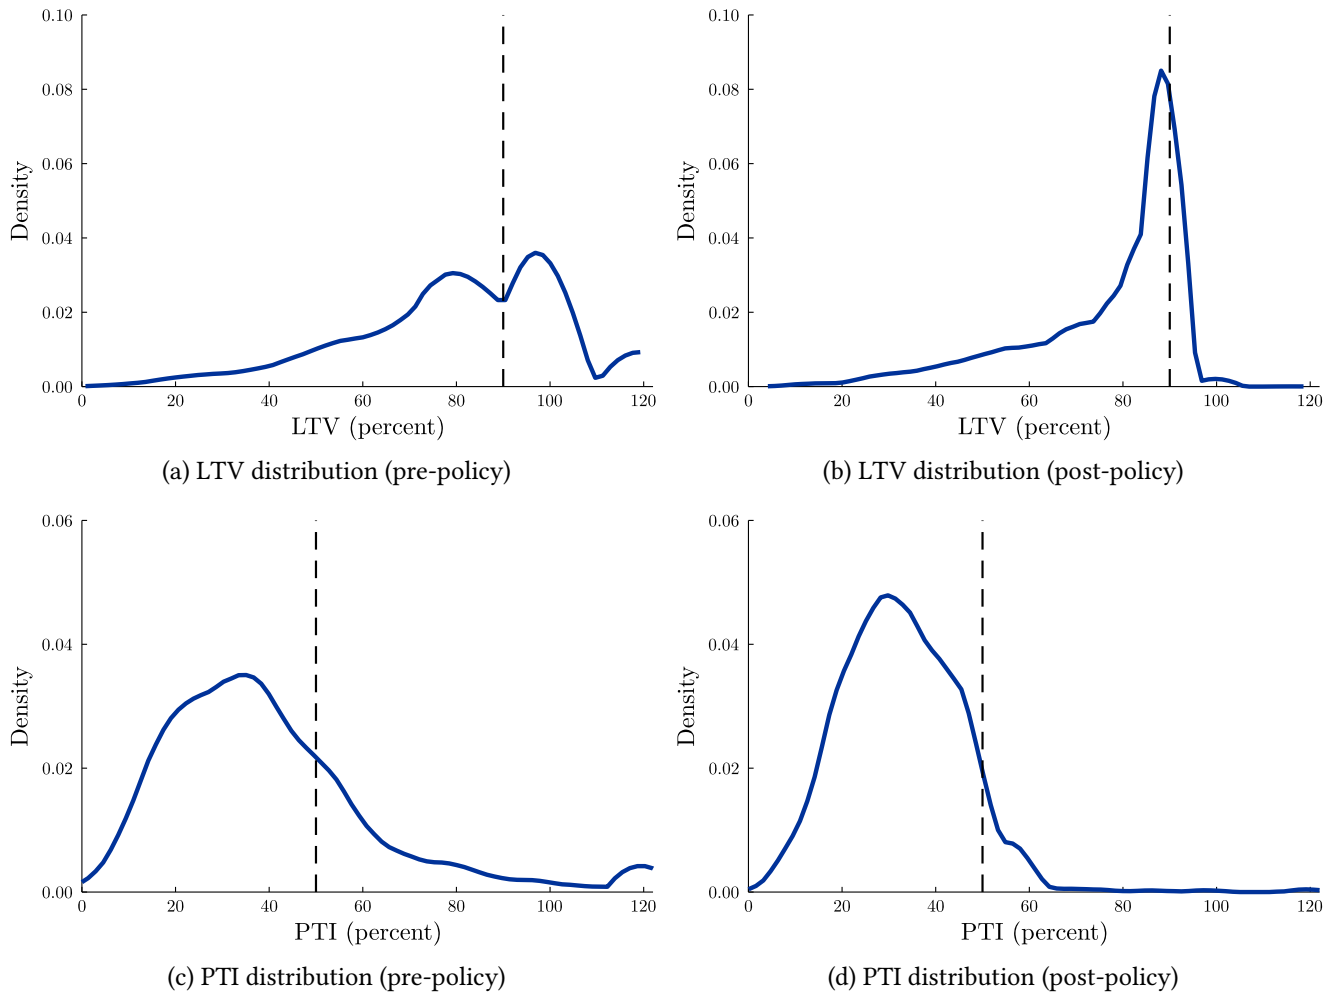 0.10
0.08
0.06
0.04
0.02
0.00
Density
0 20 40 60 80 100 120
LTV (percent)
(a) LTV distribution (pre-policy)
0.10
0.08
0.06
0.04
0.02
0.00
Density
0 20 40 60 80 100 120
LTV (percent)
(b) LTV distribution (post-policy)
0.06
0.04
0.02
0.00
Density
0 20 40 60 80 100 120
PTI (percent)
(c) PTI distribution (pre-policy)
0.06
0.04
0.02
0.00
Density
0 20 40 60 80 100 120
PTI (percent)
(d) PTI distribution (post-policy)